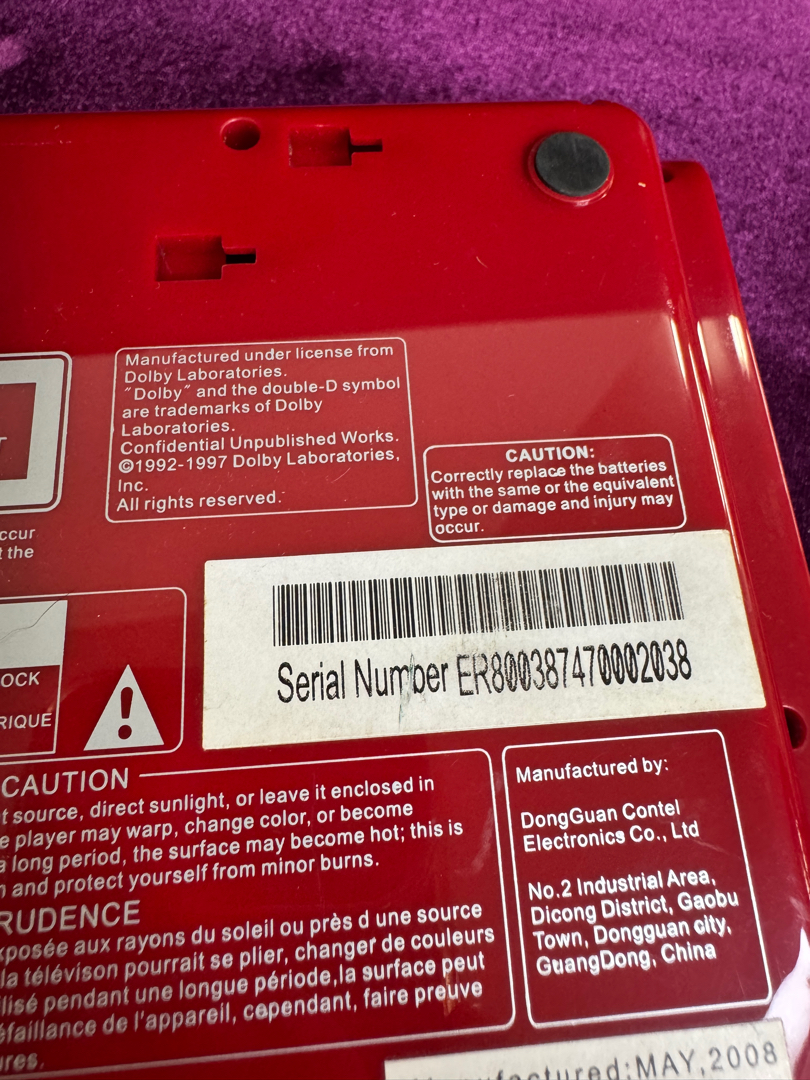 Manufactured under license from
Dolby Laboratories.
"Dolby" and the double-D symbol
are trademarks of Dolby
Laboratories.
Confidential Unpublished Works.
©1992-1997 Dolby Laboratories,
Inc.
All rights reserved.
CAUTION:
Correctly replace the batteries
with the same or the equivalent
type or damage and injury may
occur.
T
ccur
t the
Serial Number ER800387470002038
OCK
RIQUE
CAUTION
t source, direct sunlight, or leave it enclosed in
e player may warp, change color, or become
a long period, the surface may become hot; this is
n and protect yourself from minor burns.
RUDENCE
xposée aux rayons du soleil ou près d une source
la télévison pourrait se plier, changer de couleurs
ilisé pendant une longue période,la surface peut
éfaillance de l'appareil, cependant, faire preuve
ures.
Manufactured by:
DongGuan Contel
Electronics Co., Ltd
No.2 Industrial Area,
Dicong District, Gaobu
Town, Dongguan city,
GuangDong, China
Manufactured:MAY,2008